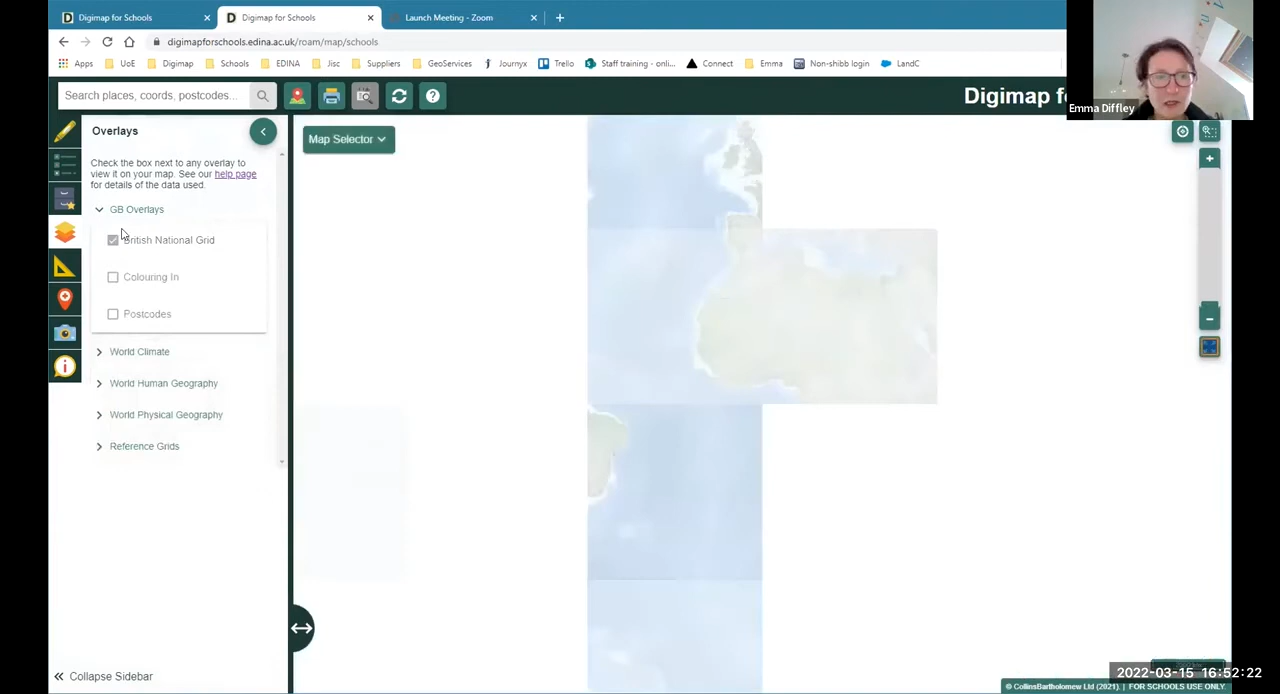 Digimap for Schools
Digimap for Schools
Launch Meeting - Zoom
digimapforschools.edina.ac.uk/roam/map/schools
Apps
UoE
Digimap
Schools
EDINA
Jisc
Suppliers
GeoServices
Journyx
Trello
Staff training - onli...
Connect
Emma
Non-shibb login
LandC
Emma Diffley
Search places, coords, postcodes...
Digimap f
Overlays
Map Selector
Check the box next to any overlay to
view it on your map. See our help page
for details of the data used.
GB Overlays
British National Grid
Colouring In
Postcodes
World Climate
World Human Geography
World Physical Geography
Reference Grids
Collapse Sidebar
2022-03-15 16:52:22
© CollinsBartholomew Ltd (2021). FOR SCHOOLS USE ONLY.